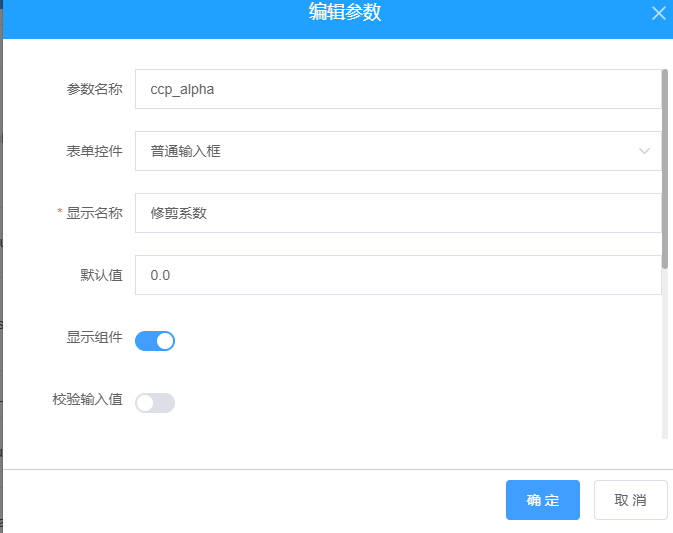 编辑参数
参数名称 ccp_alpha
表单控件 普通输入框
* 显示名称 修剪系数
默认值 0.0
显示组件
校验输入值
确 定 取 消